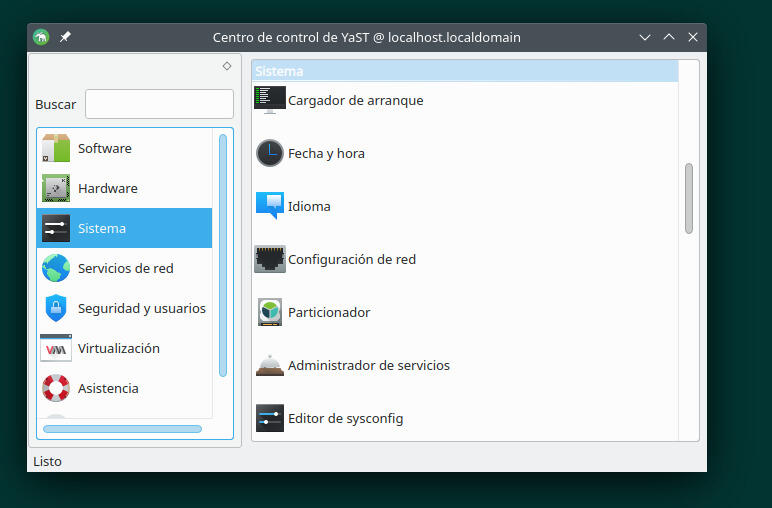 Centro de control de YaST @ localhost.localdomain
Buscar
Software
Hardware
Sistema
Servicios de red
Seguridad y usuarios
Virtualización
Asistencia
Sistema
Cargador de arranque
Fecha y hora
Idioma
Configuración de red
Particionador
Administrador de servicios
Editor de sysconfig
Listo